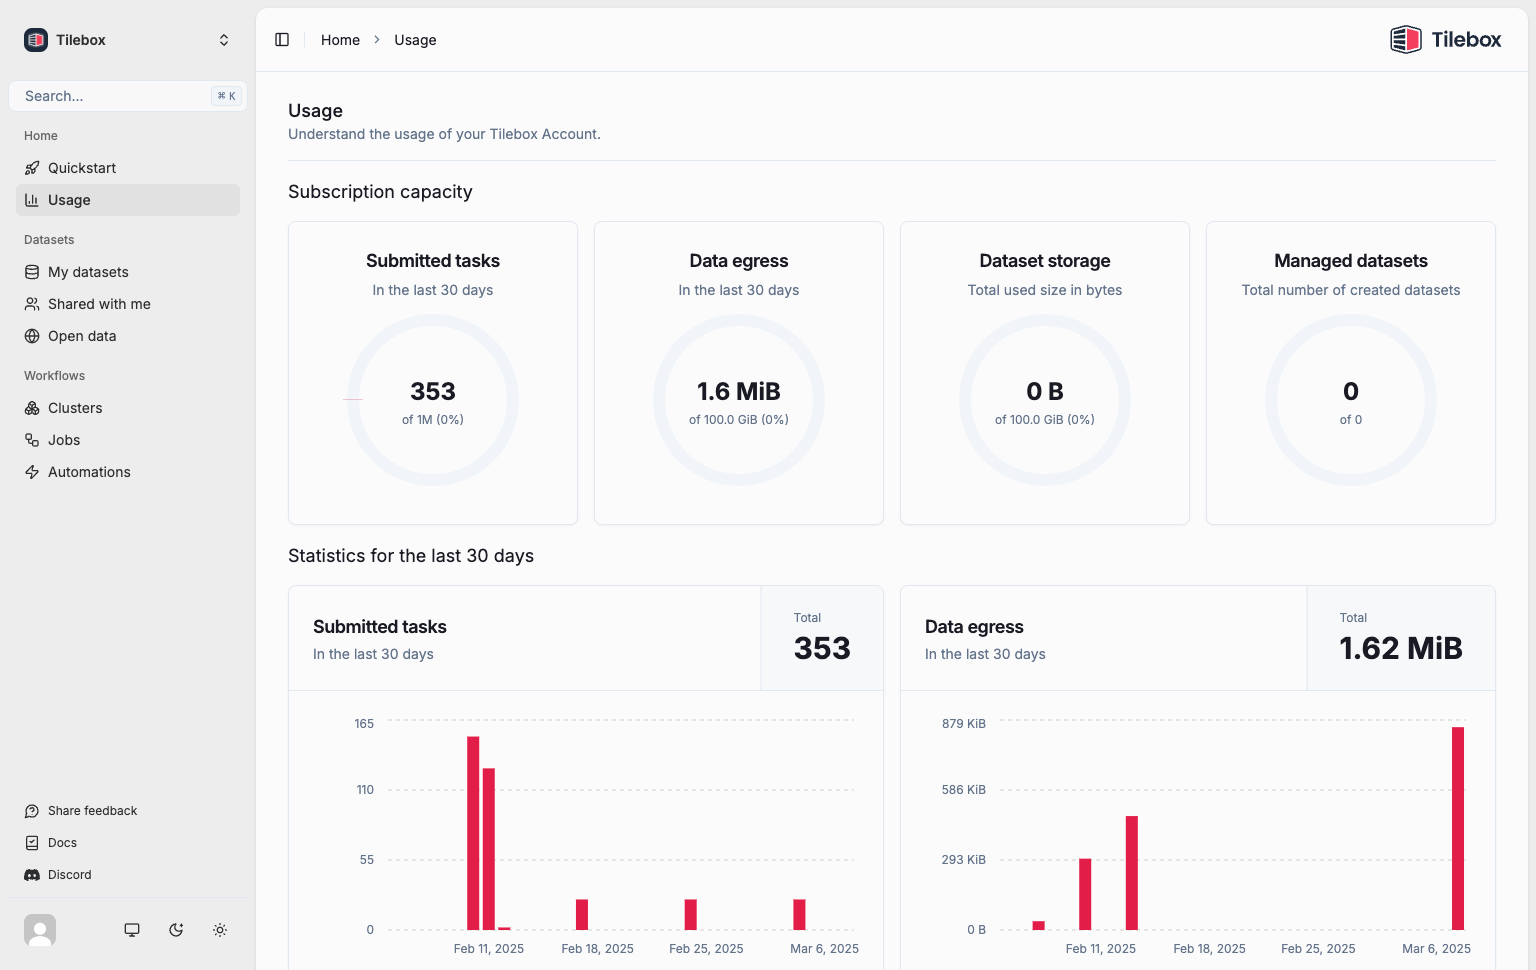 Tilebox
Search...
⌘ K
Home
Quickstart
Usage
Datasets
My datasets
Shared with me
Open data
Workflows
Clusters
Jobs
Automations
Share feedback
Docs
Discord
Home > Usage
Tilebox
Usage
Understand the usage of your Tilebox Account.
Subscription capacity
Submitted tasks
In the last 30 days
353
of 1M (0%)
Data egress
In the last 30 days
1.6 MiB
of 100.0 GiB (0%)
Dataset storage
Total used size in bytes
0 B
of 100.0 GiB (0%)
Managed datasets
Total number of created datasets
0
of 0
Statistics for the last 30 days
Submitted tasks
In the last 30 days
Total
353
165
110
55
0
Feb 11, 2025 Feb 18, 2025 Feb 25, 2025 Mar 6, 2025
Data egress
In the last 30 days
Total
1.62 MiB
879 KiB
586 KiB
293 KiB
0 B
Feb 11, 2025 Feb 18, 2025 Feb 25, 2025 Mar 6, 2025